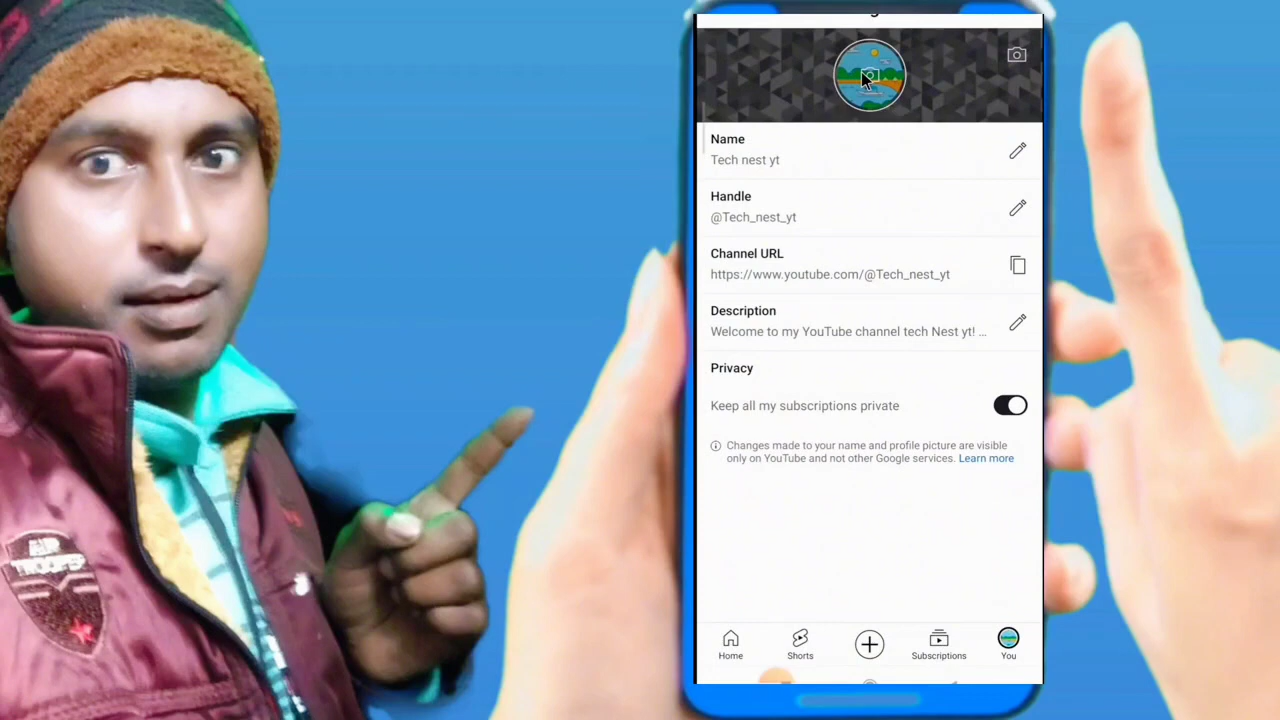 Name
Tech nest yt
Handle
@Tech_nest_yt
Channel URL
https://www.youtube.com/@Tech_nest_yt
Description
Welcome to my YouTube channel tech Nest yt! ...
Privacy
Keep all my subscriptions private
Changes made to your name and profile picture are visible
only on YouTube and not other Google services. Learn more
Home
Shorts
Subscriptions
You
AIR
TROOPER